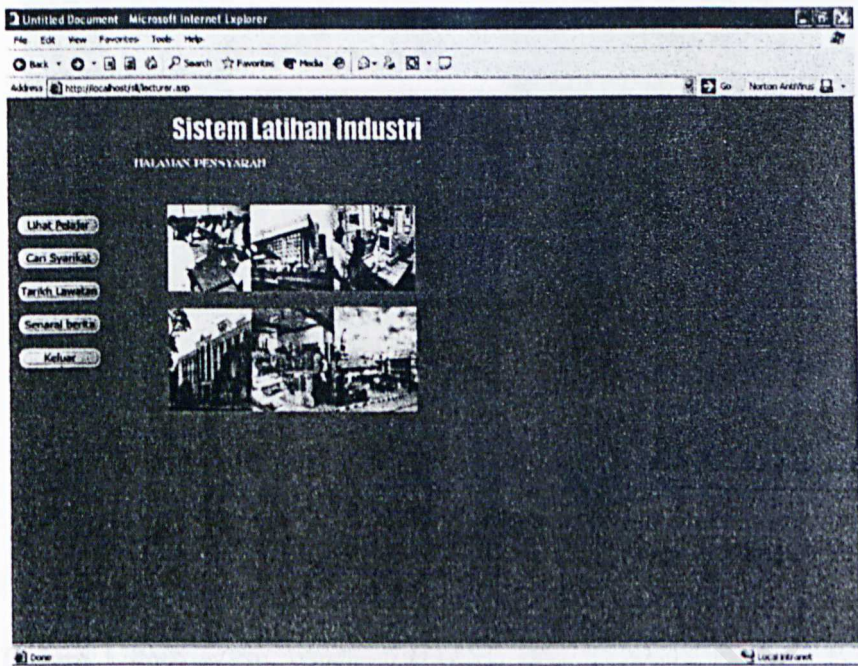 Untitled Document - Microsoft Internet Explorer
File Edit View Favorites Tools Help
Back Search Favorites Media
Address http://localhost/sli/lecturer.asp Go Norton AntiVirus
Sistem Latihan Industri
HALAMAN PENSYARAH
Lihat Pelajar
Cari Syarikat
Tarikh Lawatan
Senarai berita
Keluar
Done Local intranet